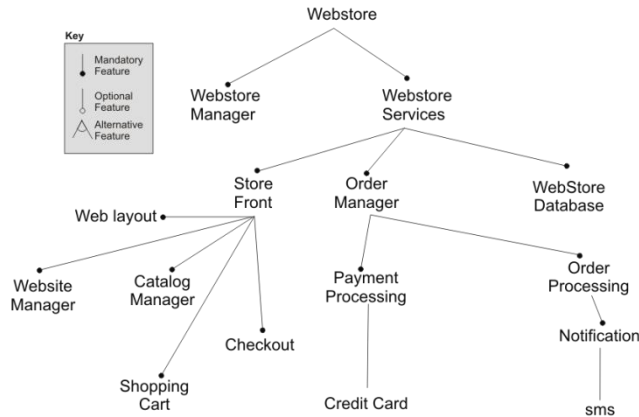 Webstore
Key
Mandatory
Feature
Optional
Feature
Alternative
Feature
Webstore
Manager
Webstore
Services
Store
Front
Order
Manager
WebStore
Database
Web layout
Website
Manager
Catalog
Manager
Payment
Processing
Order
Processing
Checkout
Notification
Shopping
Cart
Credit Card
sms